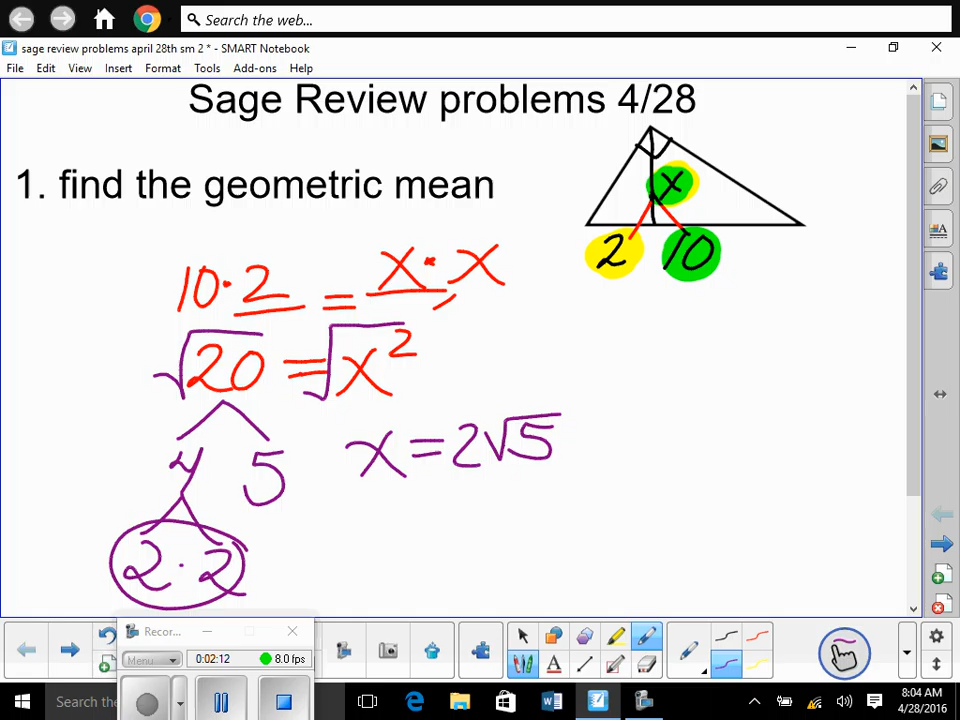 Search the web...
sage review problems april 28th sm 2 * - SMART Notebook
File Edit View Insert Format Tools Add-ons Help
Sage Review problems 4/28
1. find the geometric mean
x
2 10
10·2 = x·x
√20 = √x²
4 5
x = 2√5
2·2
Recor...
Menu 0:02:12 8.0 fps
A
Search
8:04 AM
4/28/2016